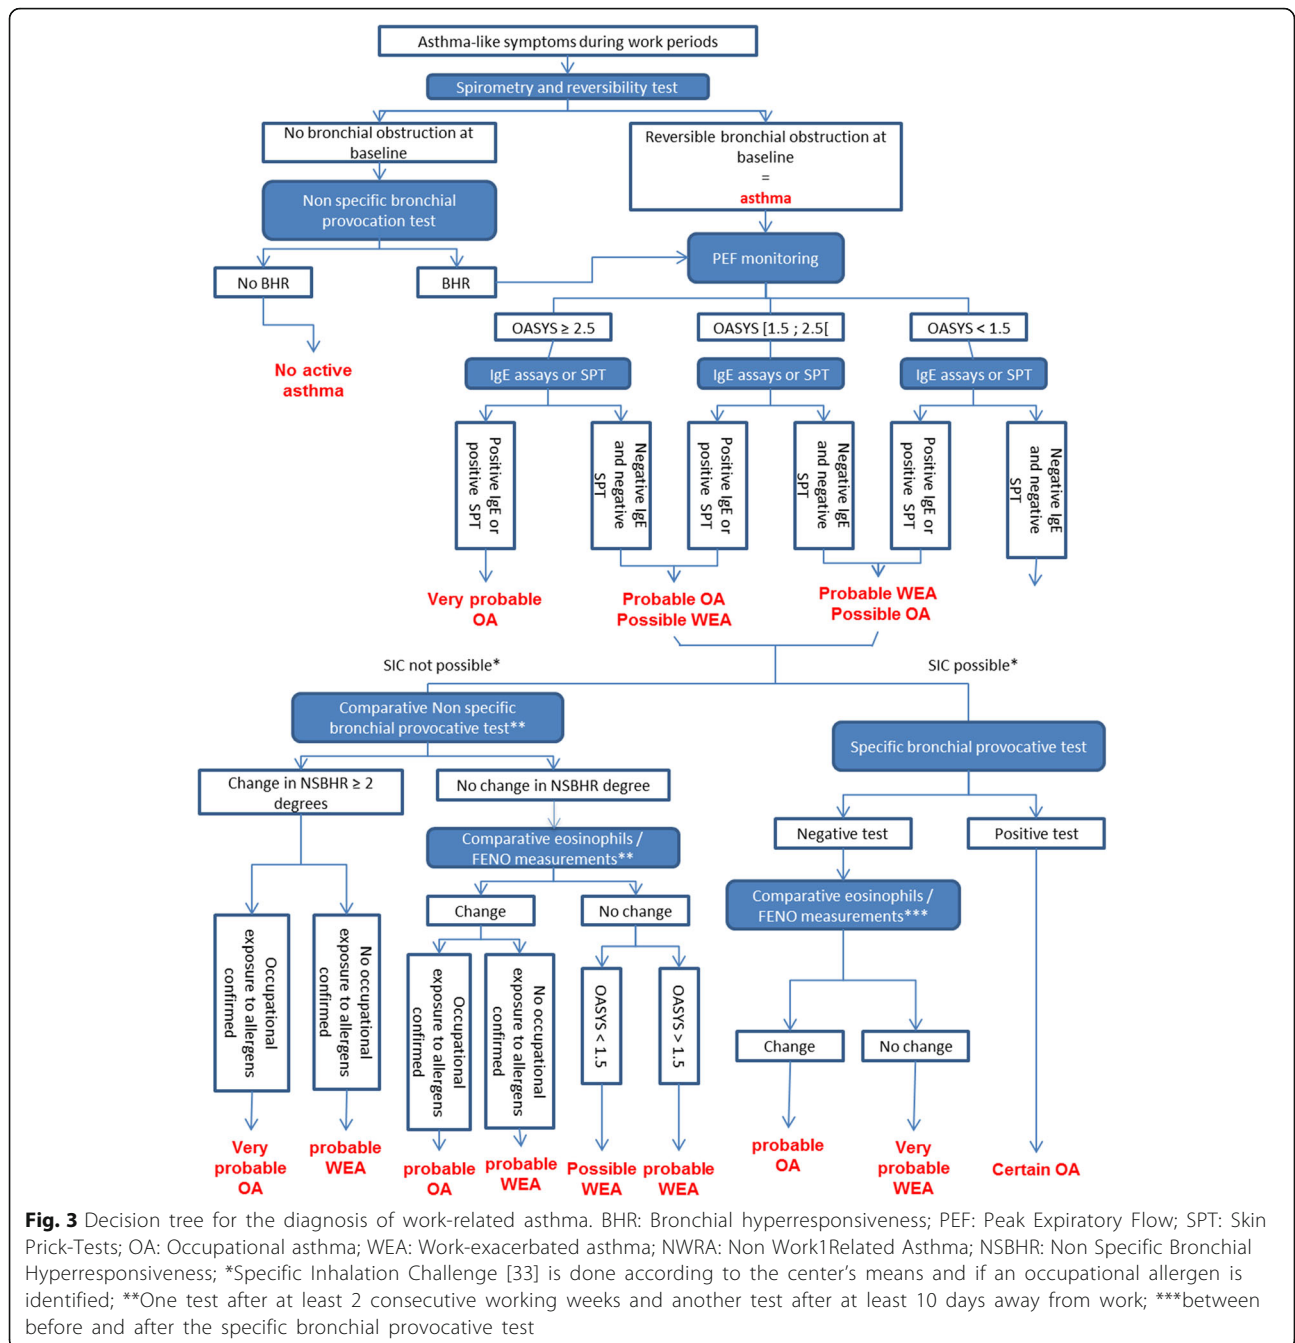 Asthma-like symptoms during work periods
Spirometry and reversibility test
No bronchial obstruction at
baseline
Reversible bronchial obstruction at
baseline
=
asthma
Non specific bronchial
provocation test
PEF monitoring
No BHR
BHR
No active
asthma
OASYS ≥ 2.5
OASYS [1.5 ; 2.5[
OASYS < 1.5
IgE assays or SPT
IgE assays or SPT
IgE assays or SPT
Positive IgE or
positive SPT
Negative IgE
and negative
SPT
Positive IgE or
positive SPT
Negative IgE
and negative
SPT
Positive IgE or
positive SPT
Negative IgE
and negative
SPT
Very probable
OA
Probable OA
Possible WEA
Probable WEA
Possible OA
SIC not possible*
SIC possible*
Comparative Non specific
bronchial provocative test**
Specific bronchial provocative test
Change in NSBHR ≥ 2
degrees
No change in NSBHR degree
Negative test
Positive test
Comparative eosinophils /
FENO measurements**
Comparative eosinophils /
FENO measurements***
Change
No change
Occupational
exposure to allergens
confirmed
No occupational
exposure to allergens
confirmed
Occupational
exposure to allergens
confirmed
No occupational
exposure to allergens
confirmed
OASYS < 1.5
OASYS > 1.5
Change
No change
Very
probable
OA
probable
WEA
probable
OA
probable
WEA
Possible
WEA
probable
WEA
probable
OA
Very
probable
WEA
Certain OA
Fig. 3 Decision tree for the diagnosis of work-related asthma. BHR: Bronchial hyperresponsiveness; PEF: Peak Expiratory Flow; SPT: Skin
Prick-Tests; OA: Occupational asthma; WEA: Work-exacerbated asthma; NWRA: Non Work1Related Asthma; NSBHR: Non Specific Bronchial
Hyperresponsiveness; *Specific Inhalation Challenge [33] is done according to the center's means and if an occupational allergen is
identified; **One test after at least 2 consecutive working weeks and another test after at least 10 days away from work; ***between
before and after the specific bronchial provocative test